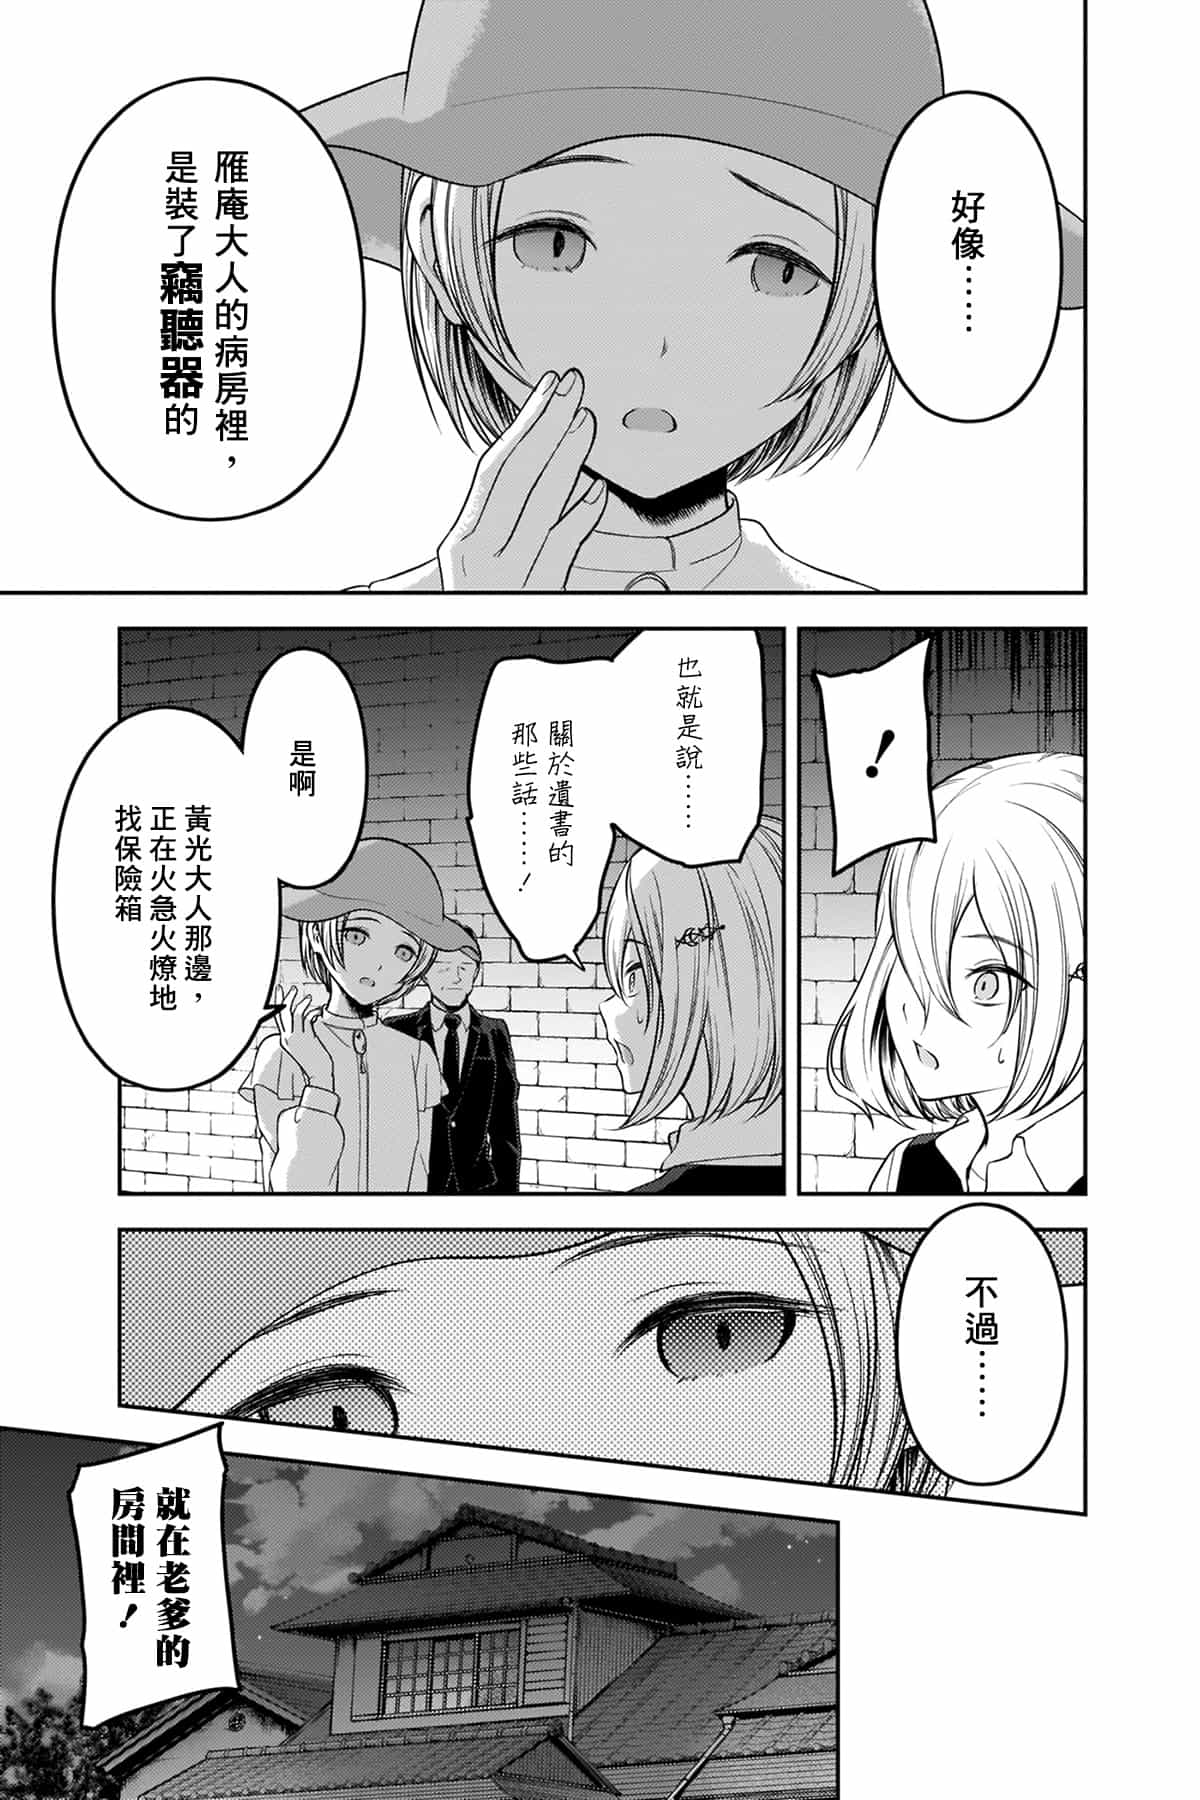 好像……
雁庵大人的病房裡，
是裝了竊聽器的
！
也就是說……
關於遺書的
那些話……！
是啊
黃光大人那邊，
正在火急火燎地
找保險箱
不過……
就在老爹的
房間裡！